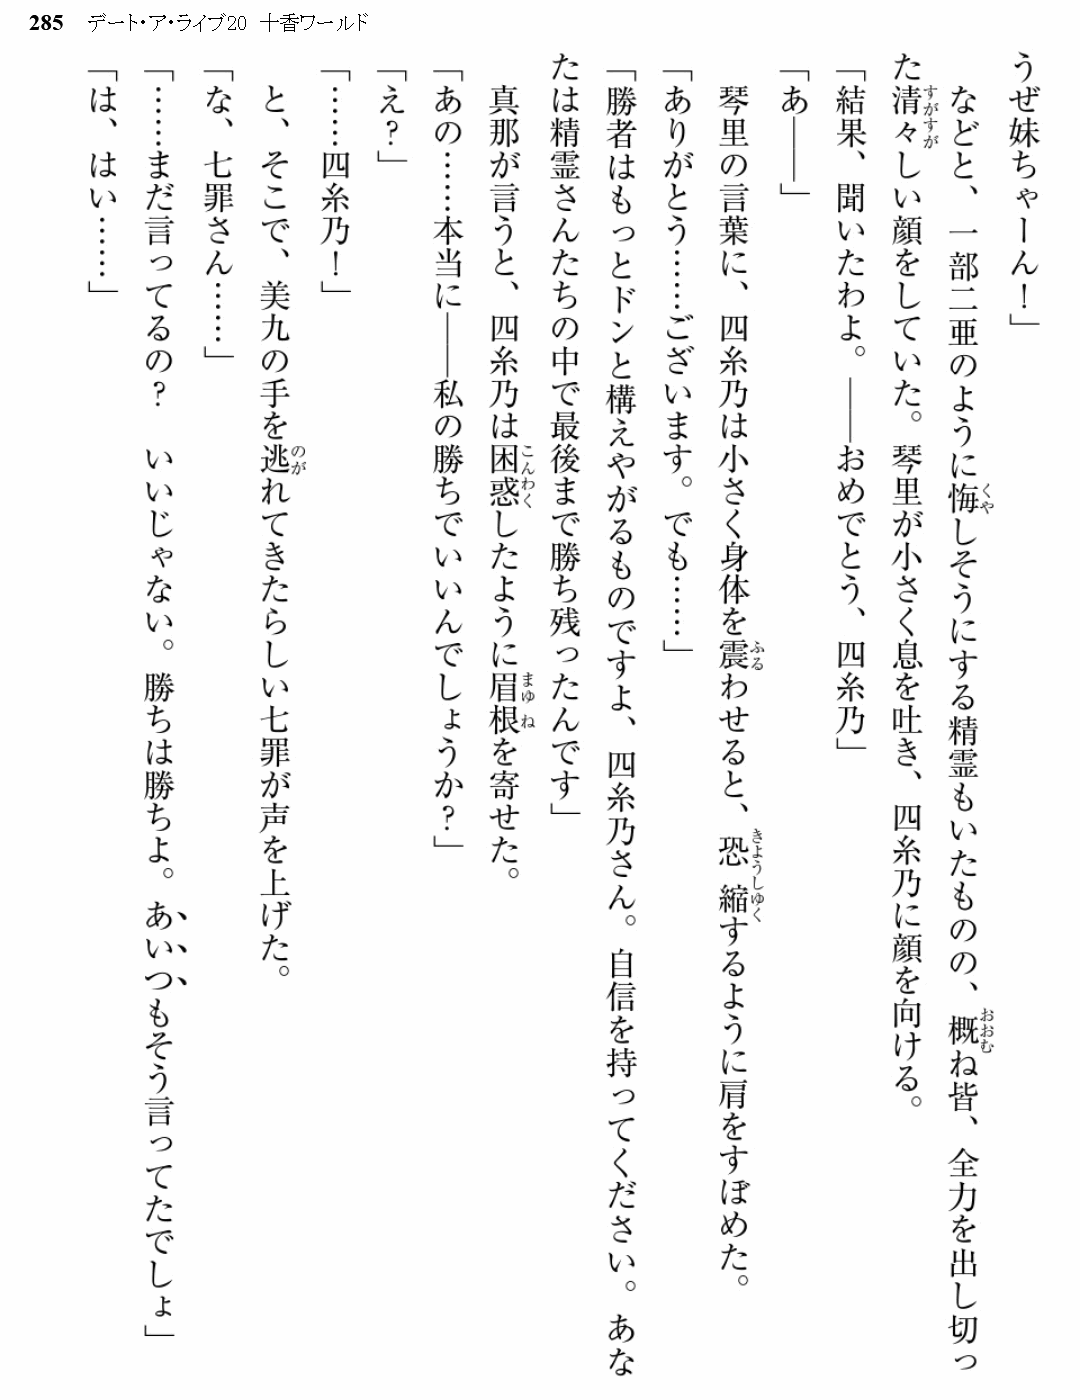 285 デート・ア・ライブ20 十香ワールド
うぜ妹ちゃーん！」
などと、一部二亜のように悔しそうにする精霊もいたものの、概ね皆、全力を出し切っ
た清々しい顔をしていた。琴里が小さく息を吐き、四糸乃に顔を向ける。
「結果、聞いたわよ。――おめでとう、四糸乃」
「あ――」
琴里の言葉に、四糸乃は小さく身体を震わせると、恐縮するように肩をすぼめた。
「ありがとう……ございます。でも……」
「勝者はもっとドンと構えやがるものですよ、四糸乃さん。自信を持ってください。あな
たは精霊さんたちの中で最後まで勝ち残ったんです」
真那が言うと、四糸乃は困惑したように眉根を寄せた。
「あの……本当に――私の勝ちでいいんでしょうか？」
「え？」
「……四糸乃！」
と、そこで、美九の手を逃れてきたらしい七罪が声を上げた。
「な、七罪さん……」
「……まだ言ってるの？　いいじゃない。勝ちは勝ちよ。あいつもそう言ってたでしょ」
「は、はい……」